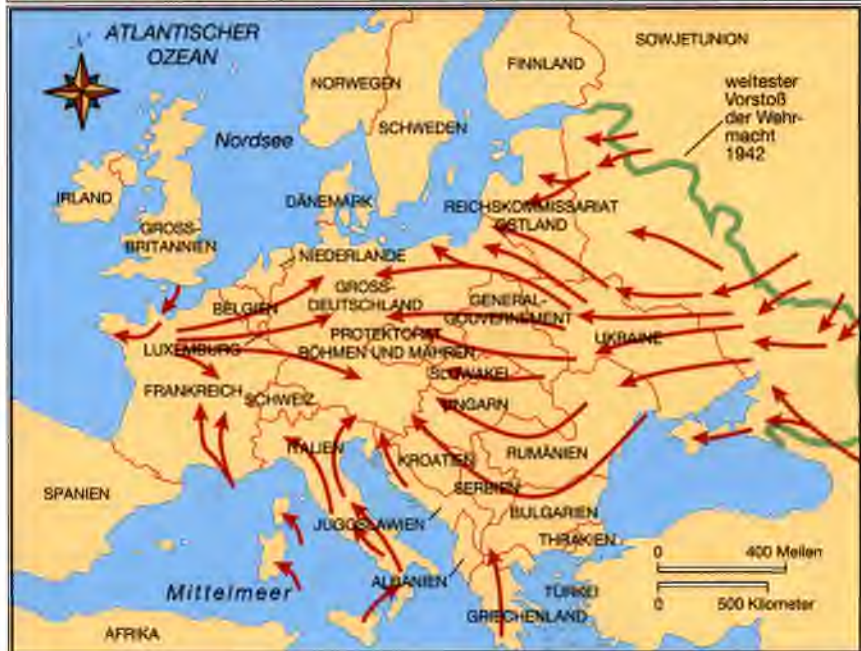 N
ATLANTISCHER
OZEAN
SOWJETUNION
FINNLAND
NORWEGEN
weitester
Vorstoß
der Wehr-
macht
1942
Nordsee
SCHWEDEN
IRLAND
DÄNEMARK
REICHSKOMMISSARIAT
OSTLAND
GROSS-
BRITANNIEN
NIEDERLANDE
GROSS-
DEUTSCHLAND
BELGIEN
GENERAL-
GOUVERNEMENT
PROTEKTORAT
BÖHMEN UND MÄHREN
UKRAINE
LUXEMBURG
SLOWAKEI
FRANKREICH
SCHWEIZ
UNGARN
ITALIEN
KROATIEN
RUMÄNIEN
SPANIEN
SERBIEN
BULGARIEN
JUGOSLAWIEN
THRAKIEN
0 400 Meilen
ALBANIEN
Mittelmeer
TÜRKEI
0 500 Kilometer
GRIECHENLAND
AFRIKA